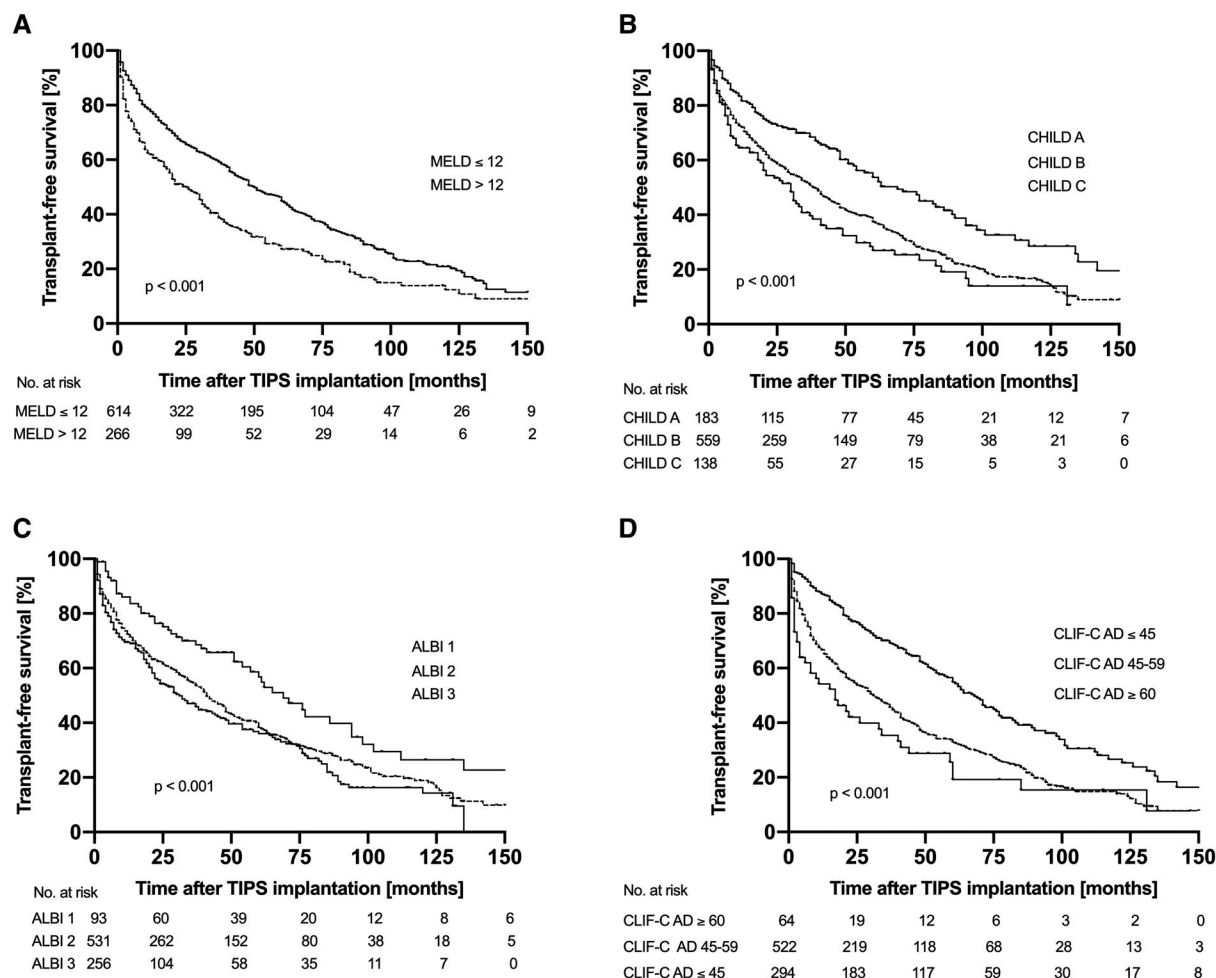 A
Transplant-free survival [%]
100
80
60
40
20
0
MELD ≤ 12
MELD > 12
p < 0.001
0 25 50 75 100 125 150
Time after TIPS implantation [months]
No. at risk
MELD ≤ 12 614 322 195 104 47 26 9
MELD > 12 266 99 52 29 14 6 2
B
Transplant-free survival [%]
100
80
60
40
20
0
CHILD A
CHILD B
CHILD C
p < 0.001
0 25 50 75 100 125 150
Time after TIPS implantation [months]
No. at risk
CHILD A 183 115 77 45 21 12 7
CHILD B 559 259 149 79 38 21 6
CHILD C 138 55 27 15 5 3 0
C
Transplant-free survival [%]
100
80
60
40
20
0
ALBI 1
ALBI 2
ALBI 3
p < 0.001
0 25 50 75 100 125 150
Time after TIPS implantation [months]
No. at risk
ALBI 1 93 60 39 20 12 8 6
ALBI 2 531 262 152 80 38 18 5
ALBI 3 256 104 58 35 11 7 0
D
Transplant-free survival [%]
100
80
60
40
20
0
CLIF-C AD ≤ 45
CLIF-C AD 45-59
CLIF-C AD ≥ 60
p < 0.001
0 25 50 75 100 125 150
Time after TIPS implantation [months]
No. at risk
CLIF-C AD ≥ 60 64 19 12 6 3 2 0
CLIF-C AD 45-59 522 219 118 68 28 13 3
CLIF-C AD ≤ 45 294 183 117 59 30 17 8